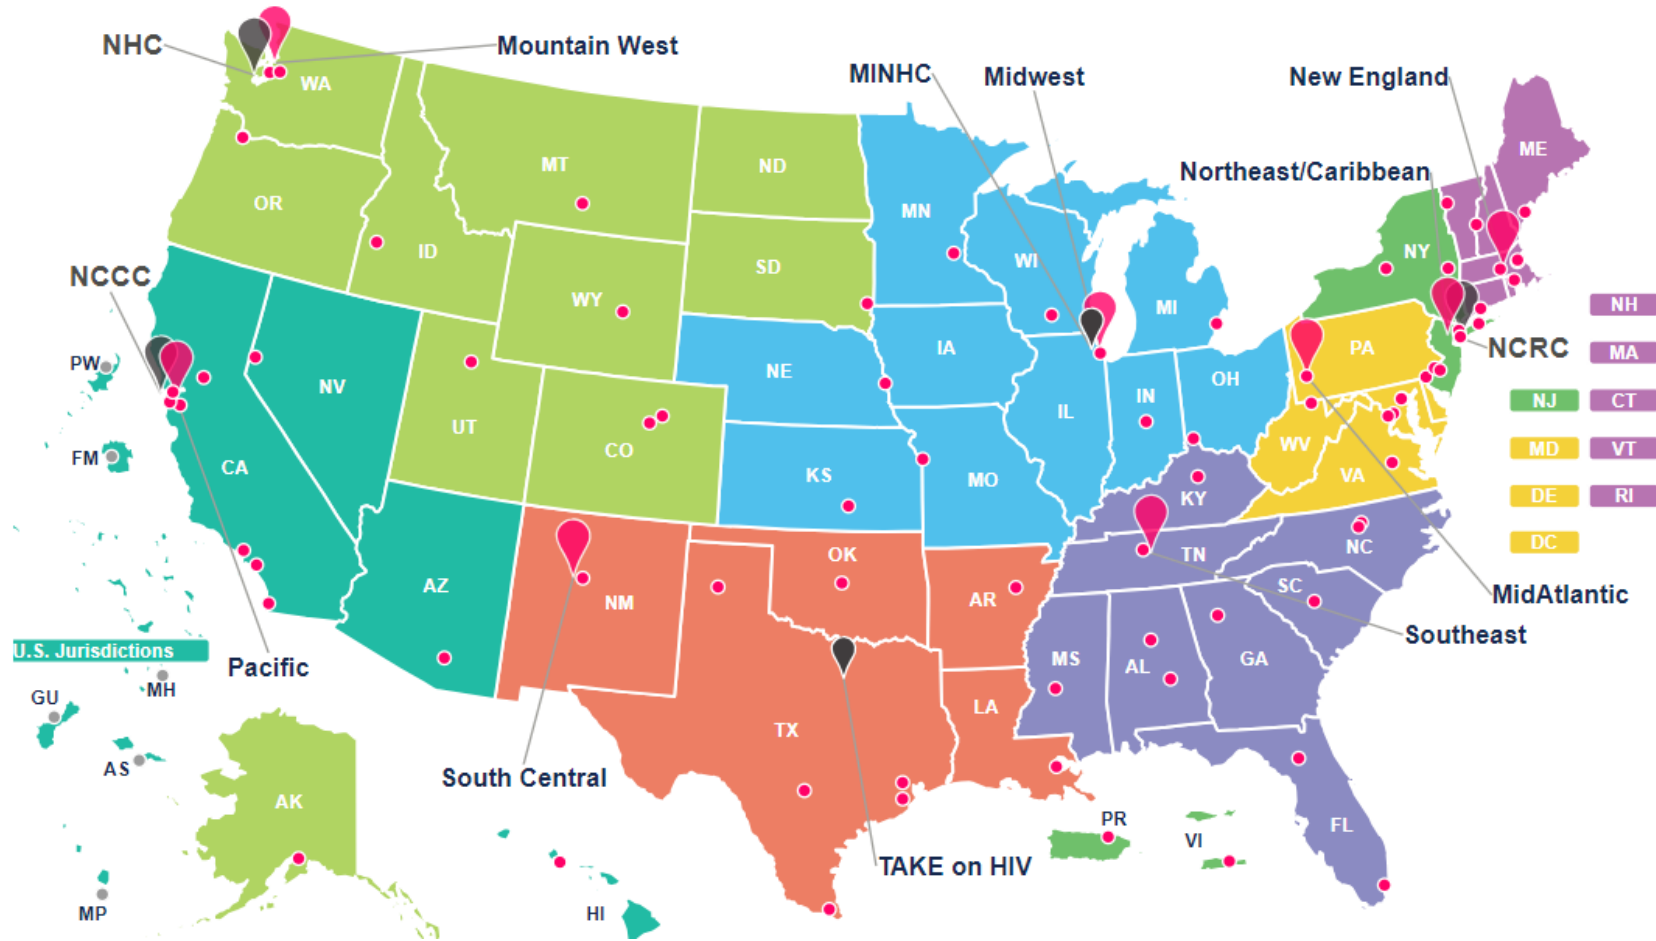 NHC
Mountain West
WA
MINHC
Midwest
New England
ME
Northeast/Caribbean
MT
ND
OR
MN
NY
ID
SD
WI
NCCC
WY
MI
NH
PW
NV
NE
IA
PA
NCRC
MA
OH
UT
CO
IL
IN
NJ
CT
FM
CA
KS
MO
WV
MD
VT
VA
KY
DE
RI
OK
TN
NC
DC
AZ
NM
AR
SC
MidAtlantic
Southeast
U.S. Jurisdictions
Pacific
MS
AL
GA
MH
GU
TX
LA
AS
South Central
AK
PR
FL
VI
TAKE on HIV
MP
HI